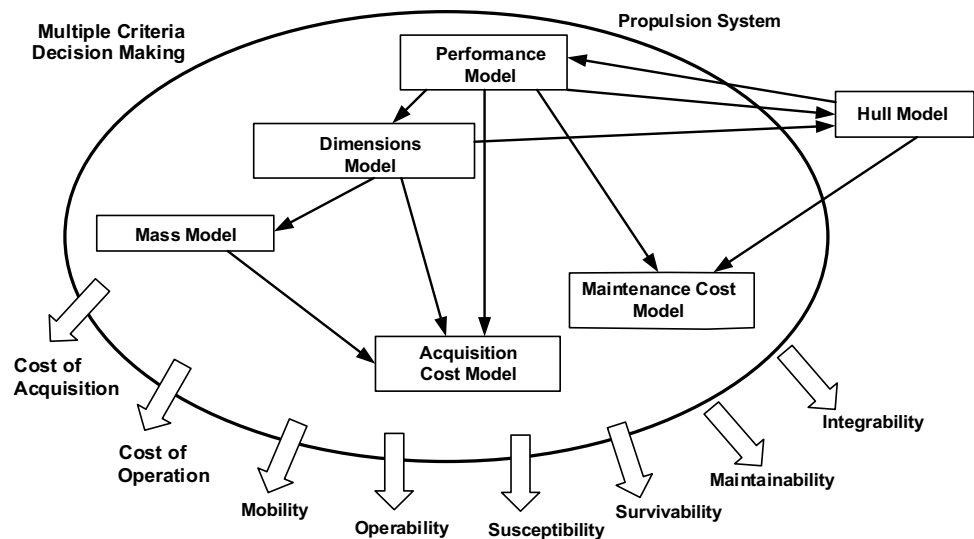 Multiple Criteria
Decision Making
Propulsion System
Performance
Model
Hull Model
Dimensions
Model
Mass Model
Maintenance Cost
Model
Acquisition
Cost Model
Cost of
Acquisition
Cost of
Operation
Mobility
Operability
Susceptibility
Survivability
Maintainability
Integrability